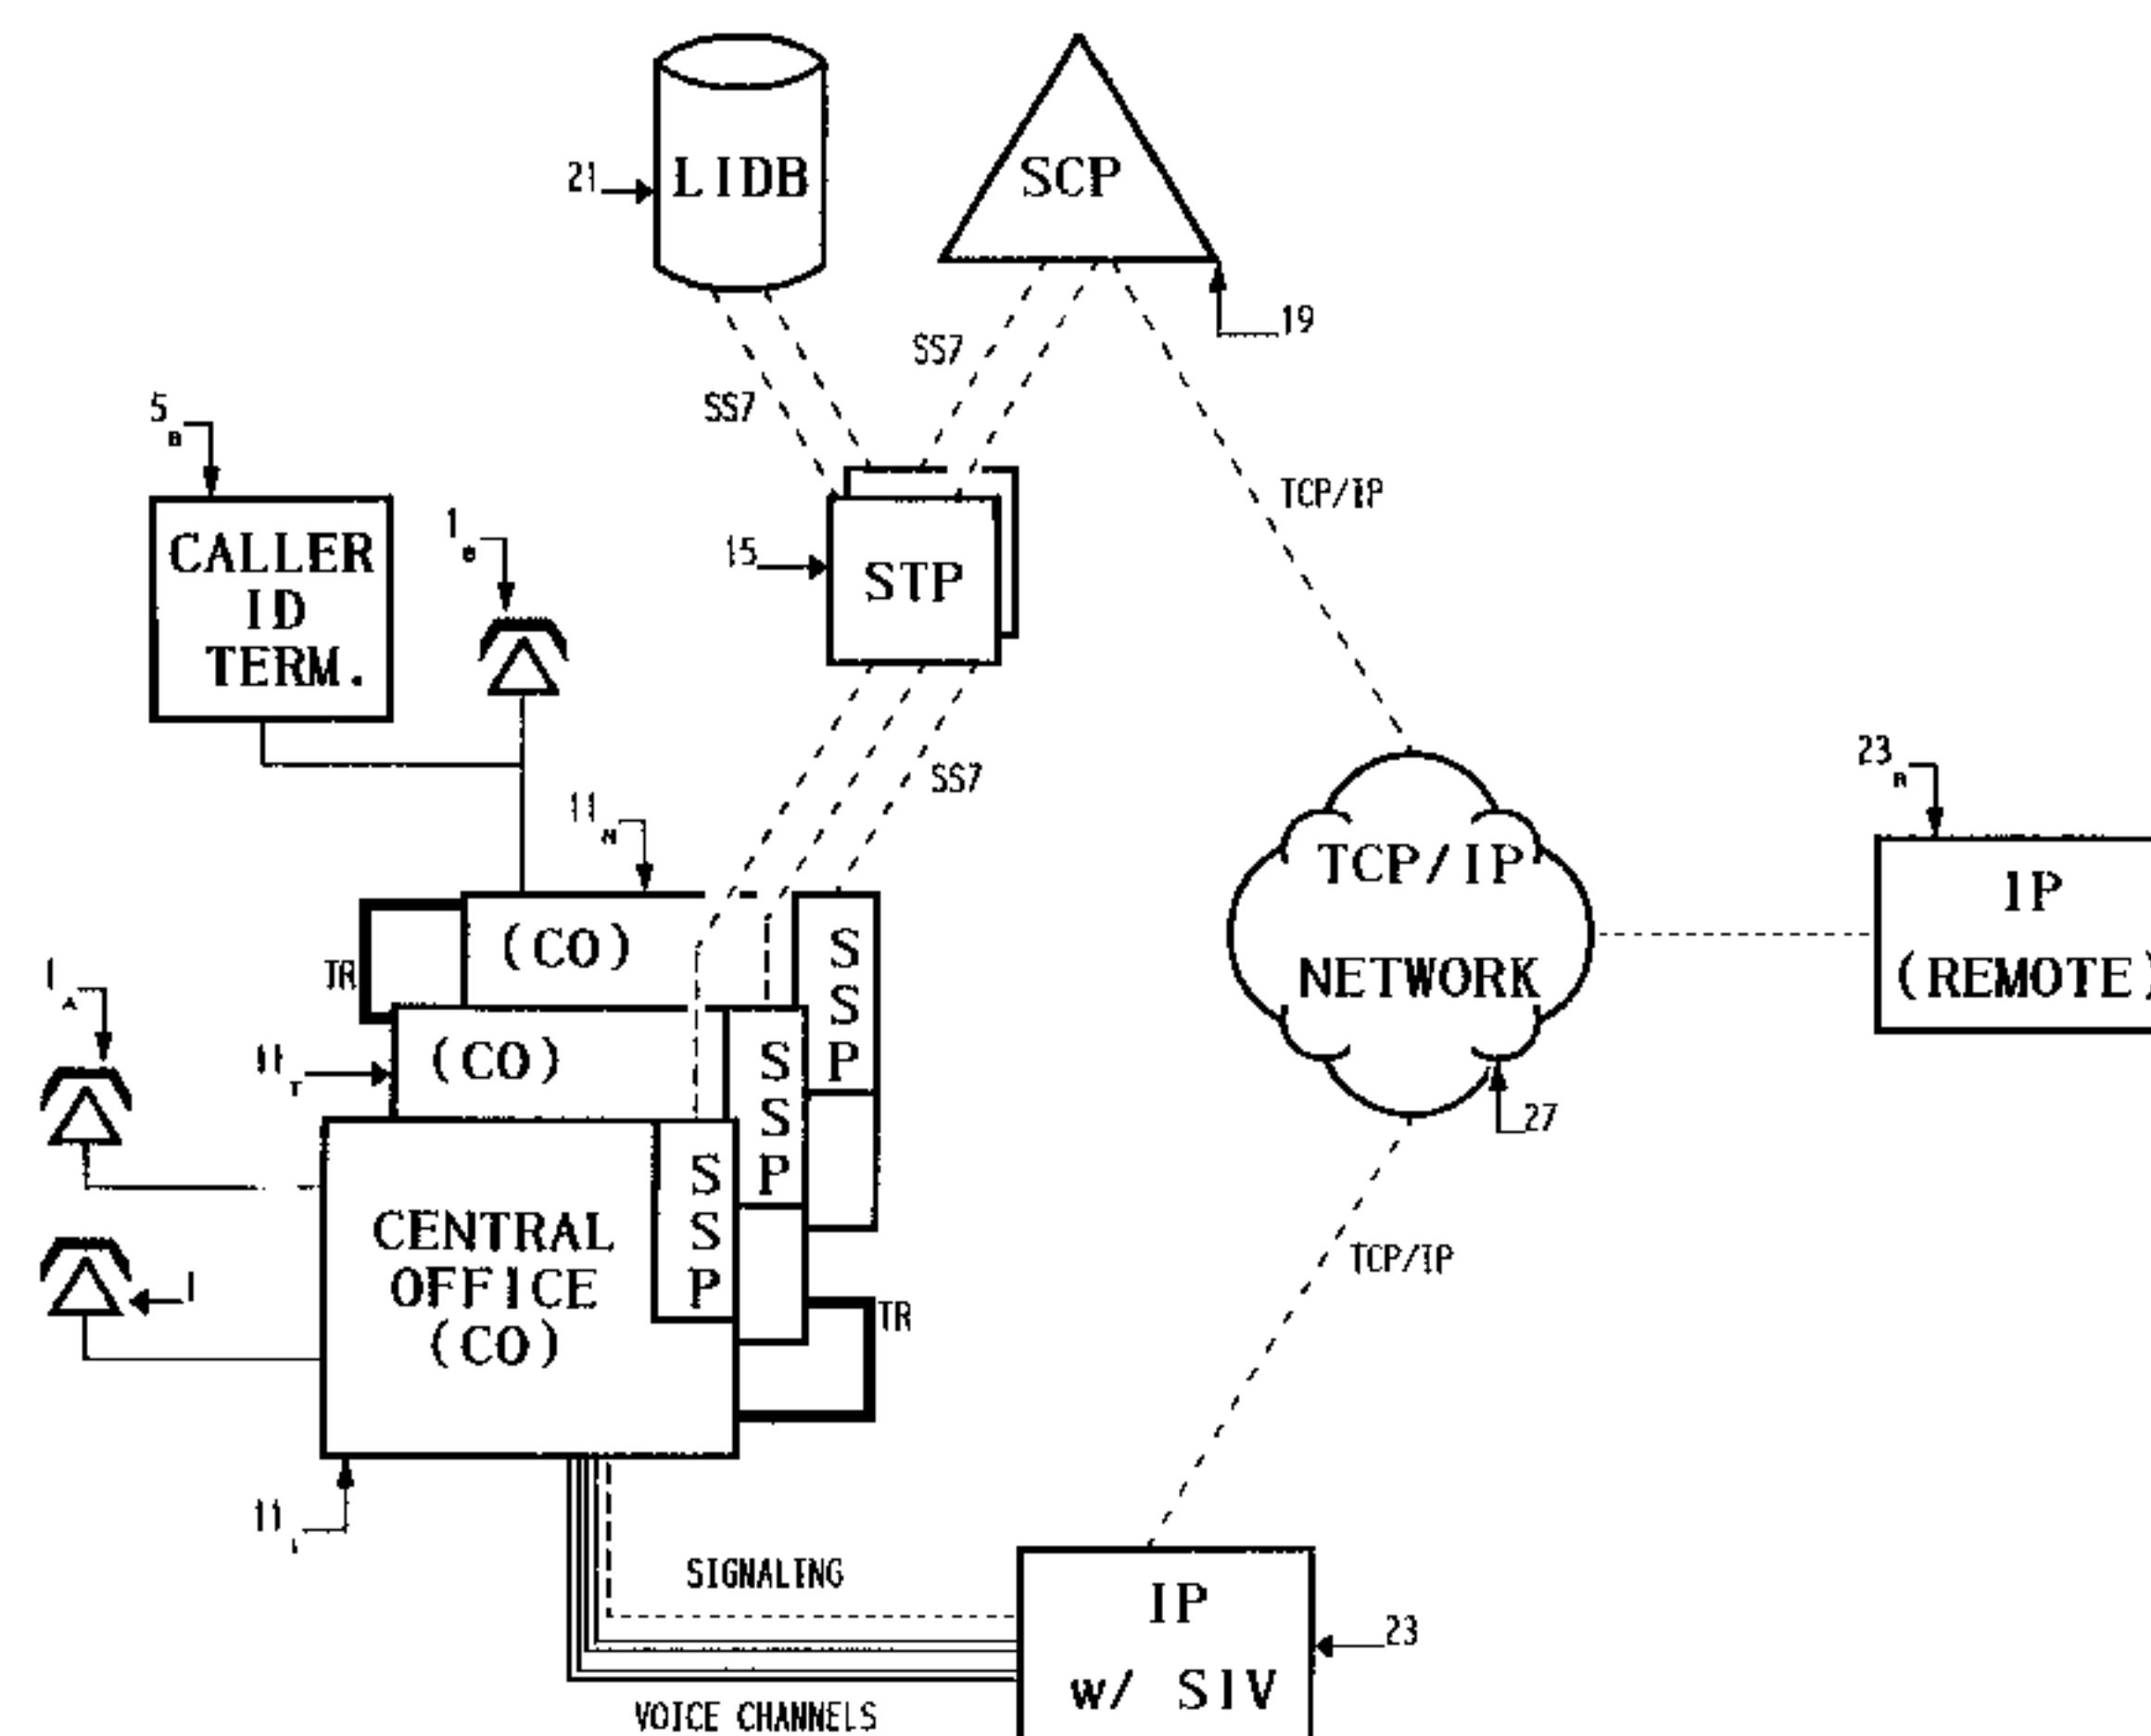 LIDB
SCP
21
19
SS7
SS7
5B
CALLER
ID
TERM.
1B
15
STP
TCP/IP
SS7
23R
11N
TCP/IP
NETWORK
IP
(REMOTE)
(CO)
SSP
TR
1A
(CO)
SSP
11T
27
CENTRAL
OFFICE
(CO)
SSP
1
TR
TCP/IP
11
SIGNALING
IP
w/ SIV
23
VOICE CHANNELS